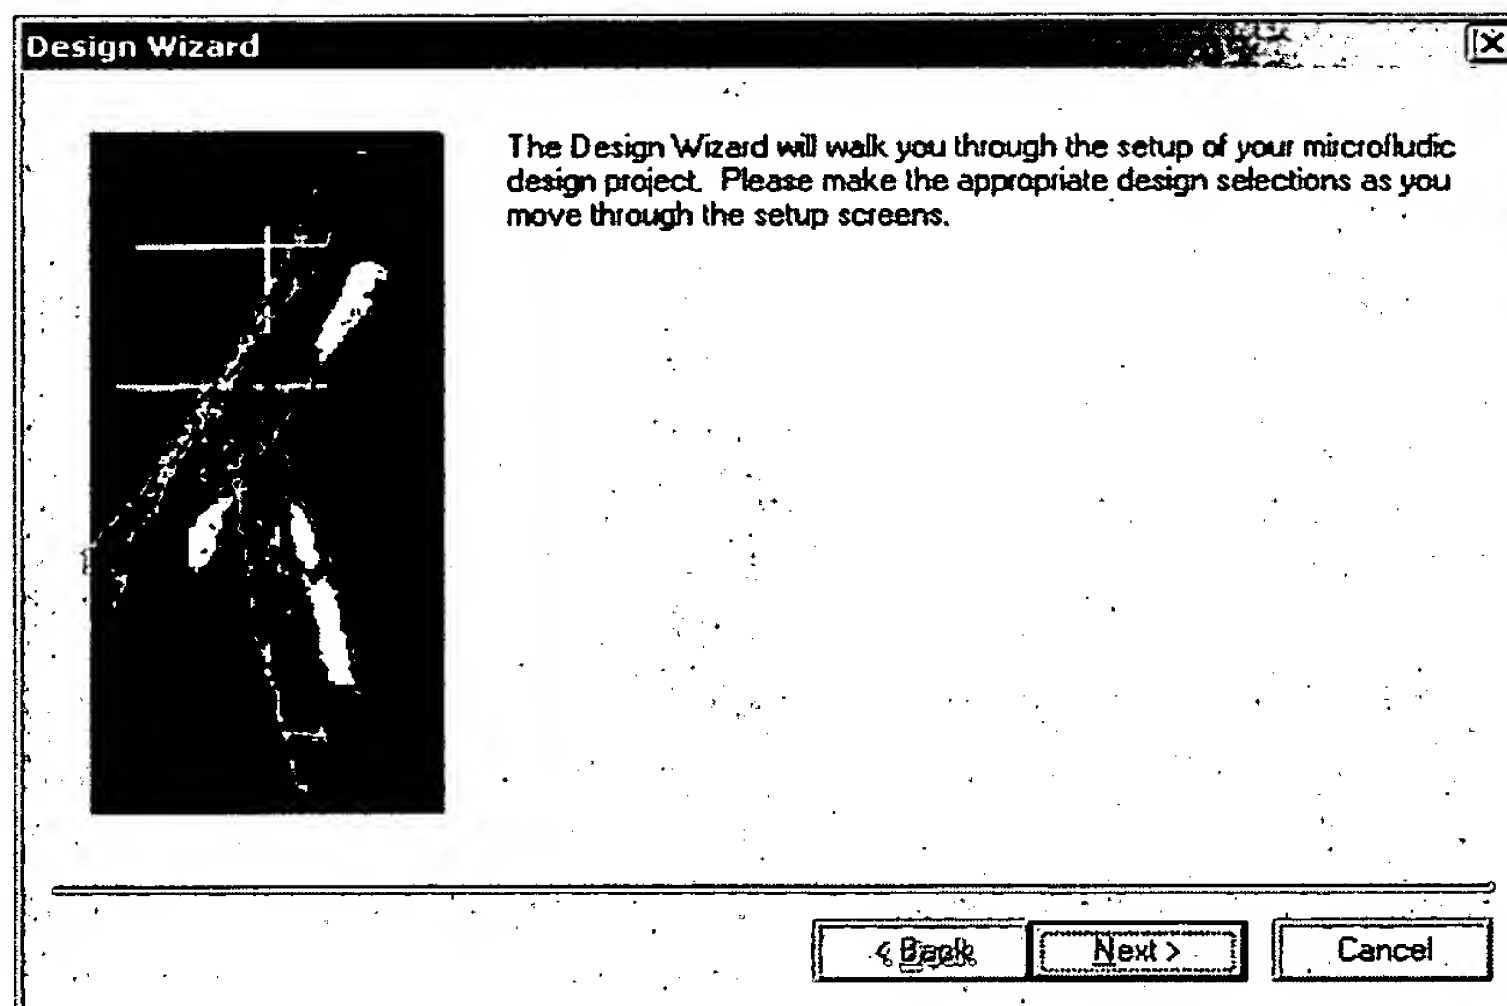 Design Wizard
The Design Wizard will walk you through the setup of your mircrofludic
design project. Please make the appropriate design selections as you
move through the setup screens.
< Back
Next >
Cancel